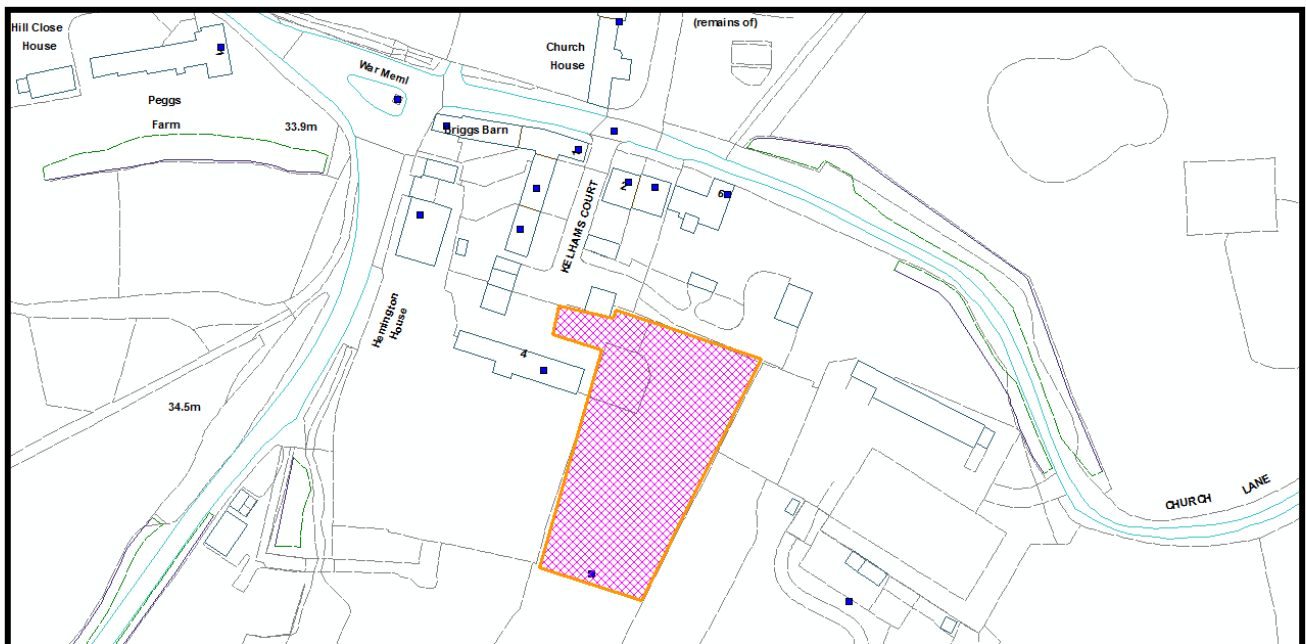 Hill Close
House
Peggs
Farm
33.9m
War Meml
Church
House
(remains of)
Briggs Barn
1
2
6
KELHAMS COURT
Hemington
House
4
34.5m
CHURCH LANE